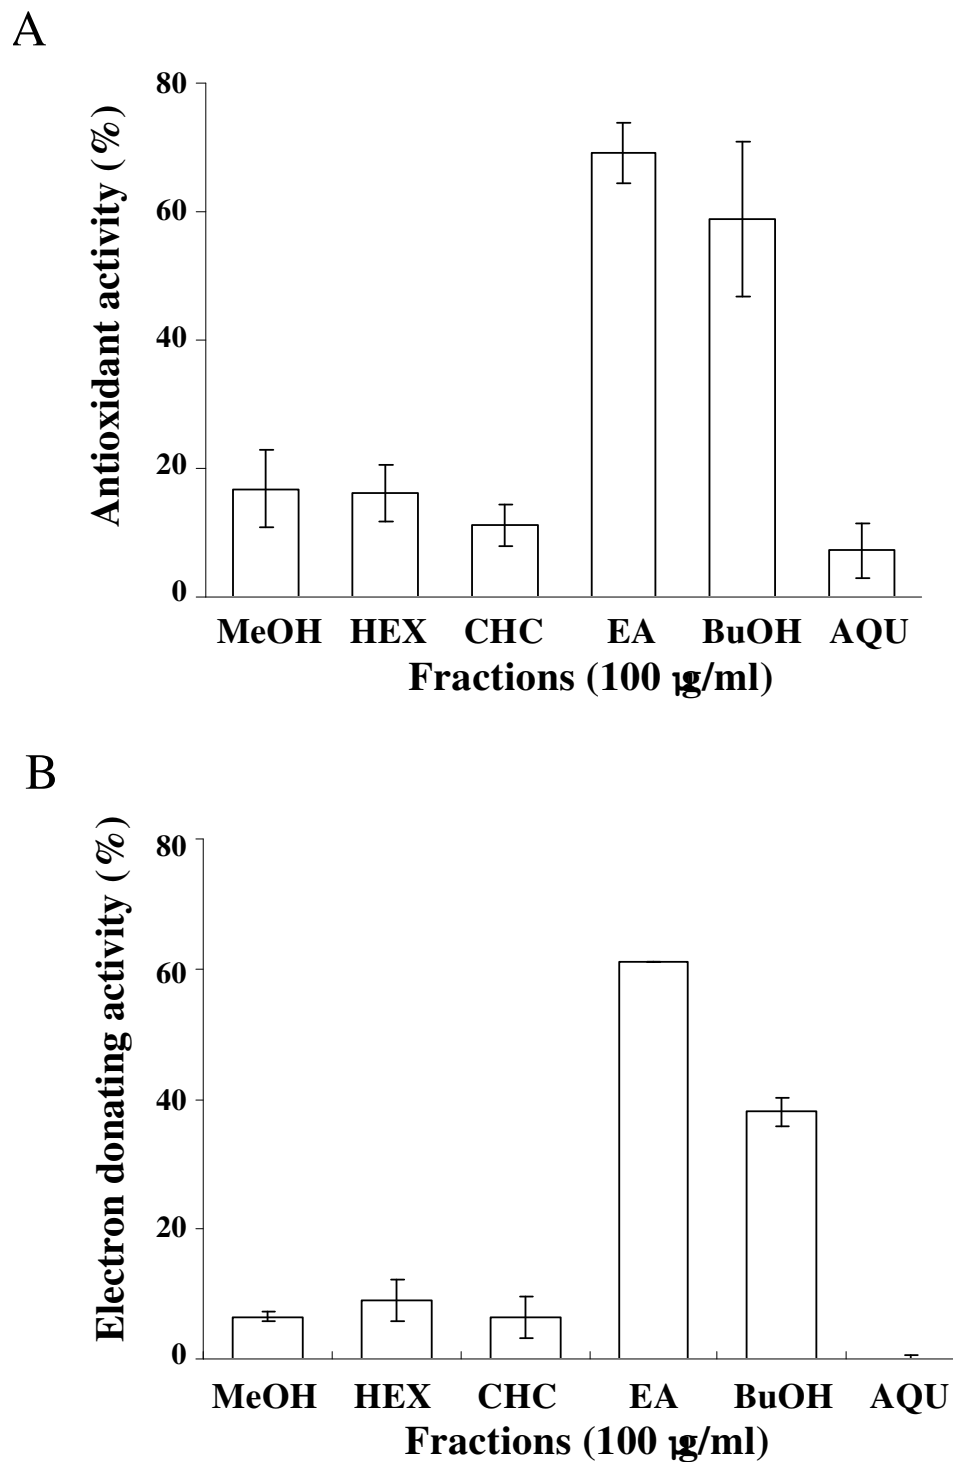 A
Antioxidant activity (%)
80
60
40
20
0
MeOH HEX CHC EA BuOH AQU
Fractions (100 μg/ml)
B
Electron donating activity (%)
80
60
40
20
0
MeOH HEX CHC EA BuOH AQU
Fractions (100 μg/ml)